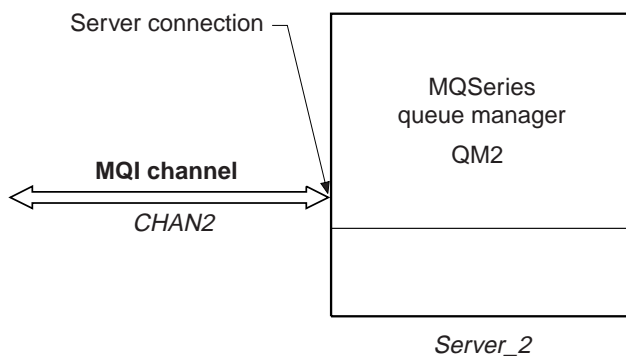 Server connection
MQSeries
queue manager
QM2
MQI channel
CHAN2
Server_2